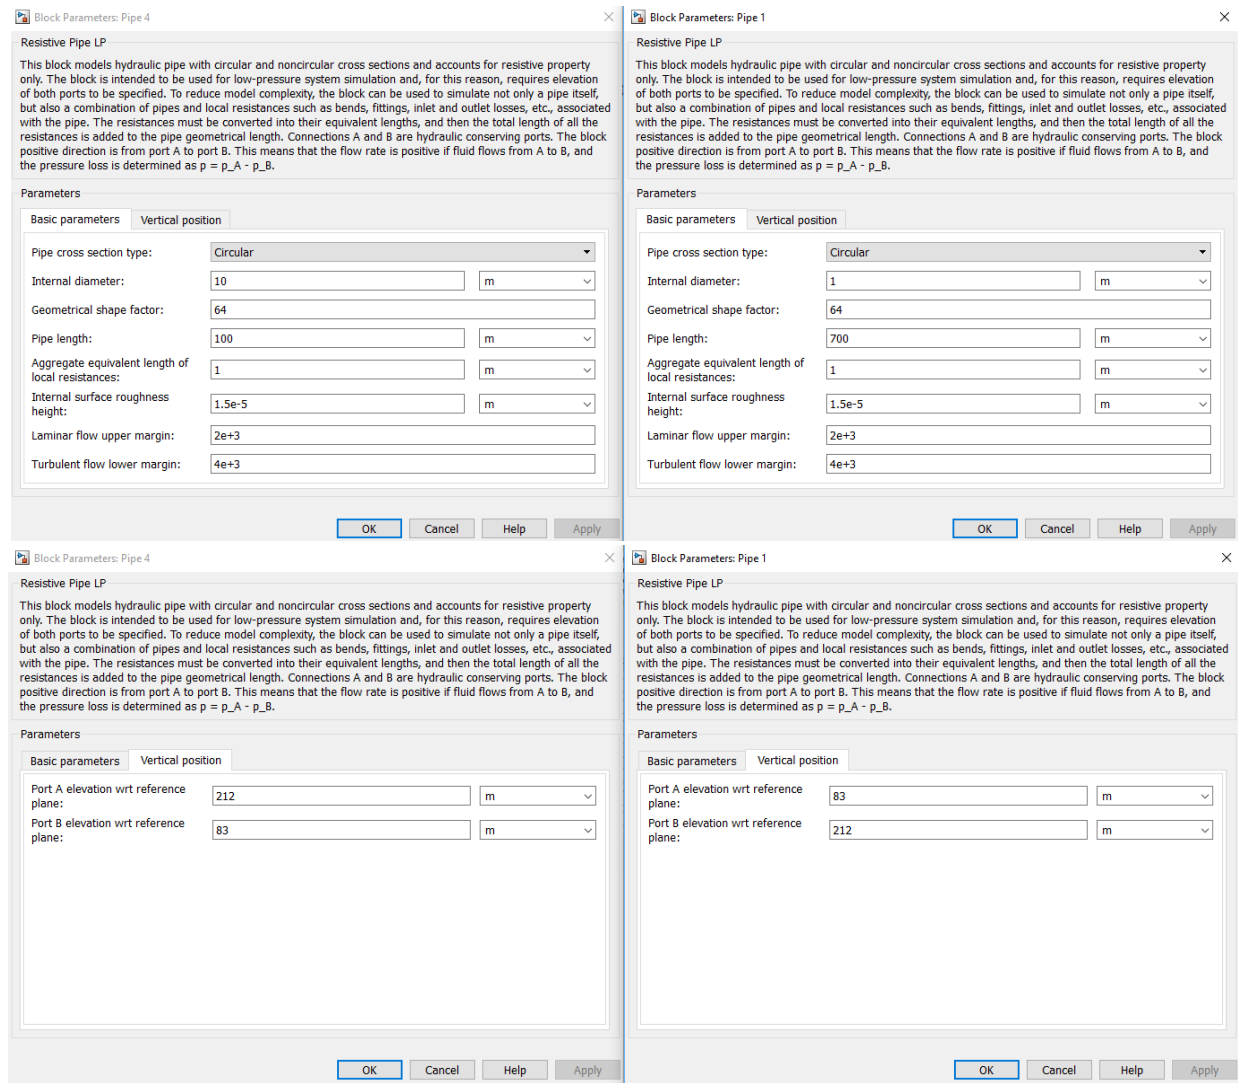 Block Parameters: Pipe 4
Resistive Pipe LP
This block models hydraulic pipe with circular and noncircular cross sections and accounts for resistive property
only. The block is intended to be used for low-pressure system simulation and, for this reason, requires elevation
of both ports to be specified. To reduce model complexity, the block can be used to simulate not only a pipe itself,
but also a combination of pipes and local resistances such as bends, fittings, inlet and outlet losses, etc., associated
with the pipe. The resistances must be converted into their equivalent lengths, and then the total length of all the
resistances is added to the pipe geometrical length. Connections A and B are hydraulic conserving ports. The block
positive direction is from port A to port B. This means that the flow rate is positive if fluid flows from A to B, and
the pressure loss is determined as p = p_A - p_B.
Parameters
Basic parameters Vertical position
Pipe cross section type: Circular
Internal diameter: 10 m
Geometrical shape factor: 64
Pipe length: 100 m
Aggregate equivalent length of
local resistances: 1 m
Internal surface roughness
height: 1.5e-5 m
Laminar flow upper margin: 2e+3
Turbulent flow lower margin: 4e+3
OK Cancel Help Apply
Block Parameters: Pipe 1
Resistive Pipe LP
This block models hydraulic pipe with circular and noncircular cross sections and accounts for resistive property
only. The block is intended to be used for low-pressure system simulation and, for this reason, requires elevation
of both ports to be specified. To reduce model complexity, the block can be used to simulate not only a pipe itself,
but also a combination of pipes and local resistances such as bends, fittings, inlet and outlet losses, etc., associated
with the pipe. The resistances must be converted into their equivalent lengths, and then the total length of all the
resistances is added to the pipe geometrical length. Connections A and B are hydraulic conserving ports. The block
positive direction is from port A to port B. This means that the flow rate is positive if fluid flows from A to B, and
the pressure loss is determined as p = p_A - p_B.
Parameters
Basic parameters Vertical position
Pipe cross section type: Circular
Internal diameter: 1 m
Geometrical shape factor: 64
Pipe length: 700 m
Aggregate equivalent length of
local resistances: 1 m
Internal surface roughness
height: 1.5e-5 m
Laminar flow upper margin: 2e+3
Turbulent flow lower margin: 4e+3
OK Cancel Help Apply
Block Parameters: Pipe 4
Resistive Pipe LP
This block models hydraulic pipe with circular and noncircular cross sections and accounts for resistive property
only. The block is intended to be used for low-pressure system simulation and, for this reason, requires elevation
of both ports to be specified. To reduce model complexity, the block can be used to simulate not only a pipe itself,
but also a combination of pipes and local resistances such as bends, fittings, inlet and outlet losses, etc., associated
with the pipe. The resistances must be converted into their equivalent lengths, and then the total length of all the
resistances is added to the pipe geometrical length. Connections A and B are hydraulic conserving ports. The block
positive direction is from port A to port B. This means that the flow rate is positive if fluid flows from A to B, and
the pressure loss is determined as p = p_A - p_B.
Parameters
Basic parameters Vertical position
Port A elevation wrt reference
plane: 212 m
Port B elevation wrt reference
plane: 83 m
OK Cancel Help Apply
Block Parameters: Pipe 1
Resistive Pipe LP
This block models hydraulic pipe with circular and noncircular cross sections and accounts for resistive property
only. The block is intended to be used for low-pressure system simulation and, for this reason, requires elevation
of both ports to be specified. To reduce model complexity, the block can be used to simulate not only a pipe itself,
but also a combination of pipes and local resistances such as bends, fittings, inlet and outlet losses, etc., associated
with the pipe. The resistances must be converted into their equivalent lengths, and then the total length of all the
resistances is added to the pipe geometrical length. Connections A and B are hydraulic conserving ports. The block
positive direction is from port A to port B. This means that the flow rate is positive if fluid flows from A to B, and
the pressure loss is determined as p = p_A - p_B.
Parameters
Basic parameters Vertical position
Port A elevation wrt reference
plane: 83 m
Port B elevation wrt reference
plane: 212 m
OK Cancel Help Apply